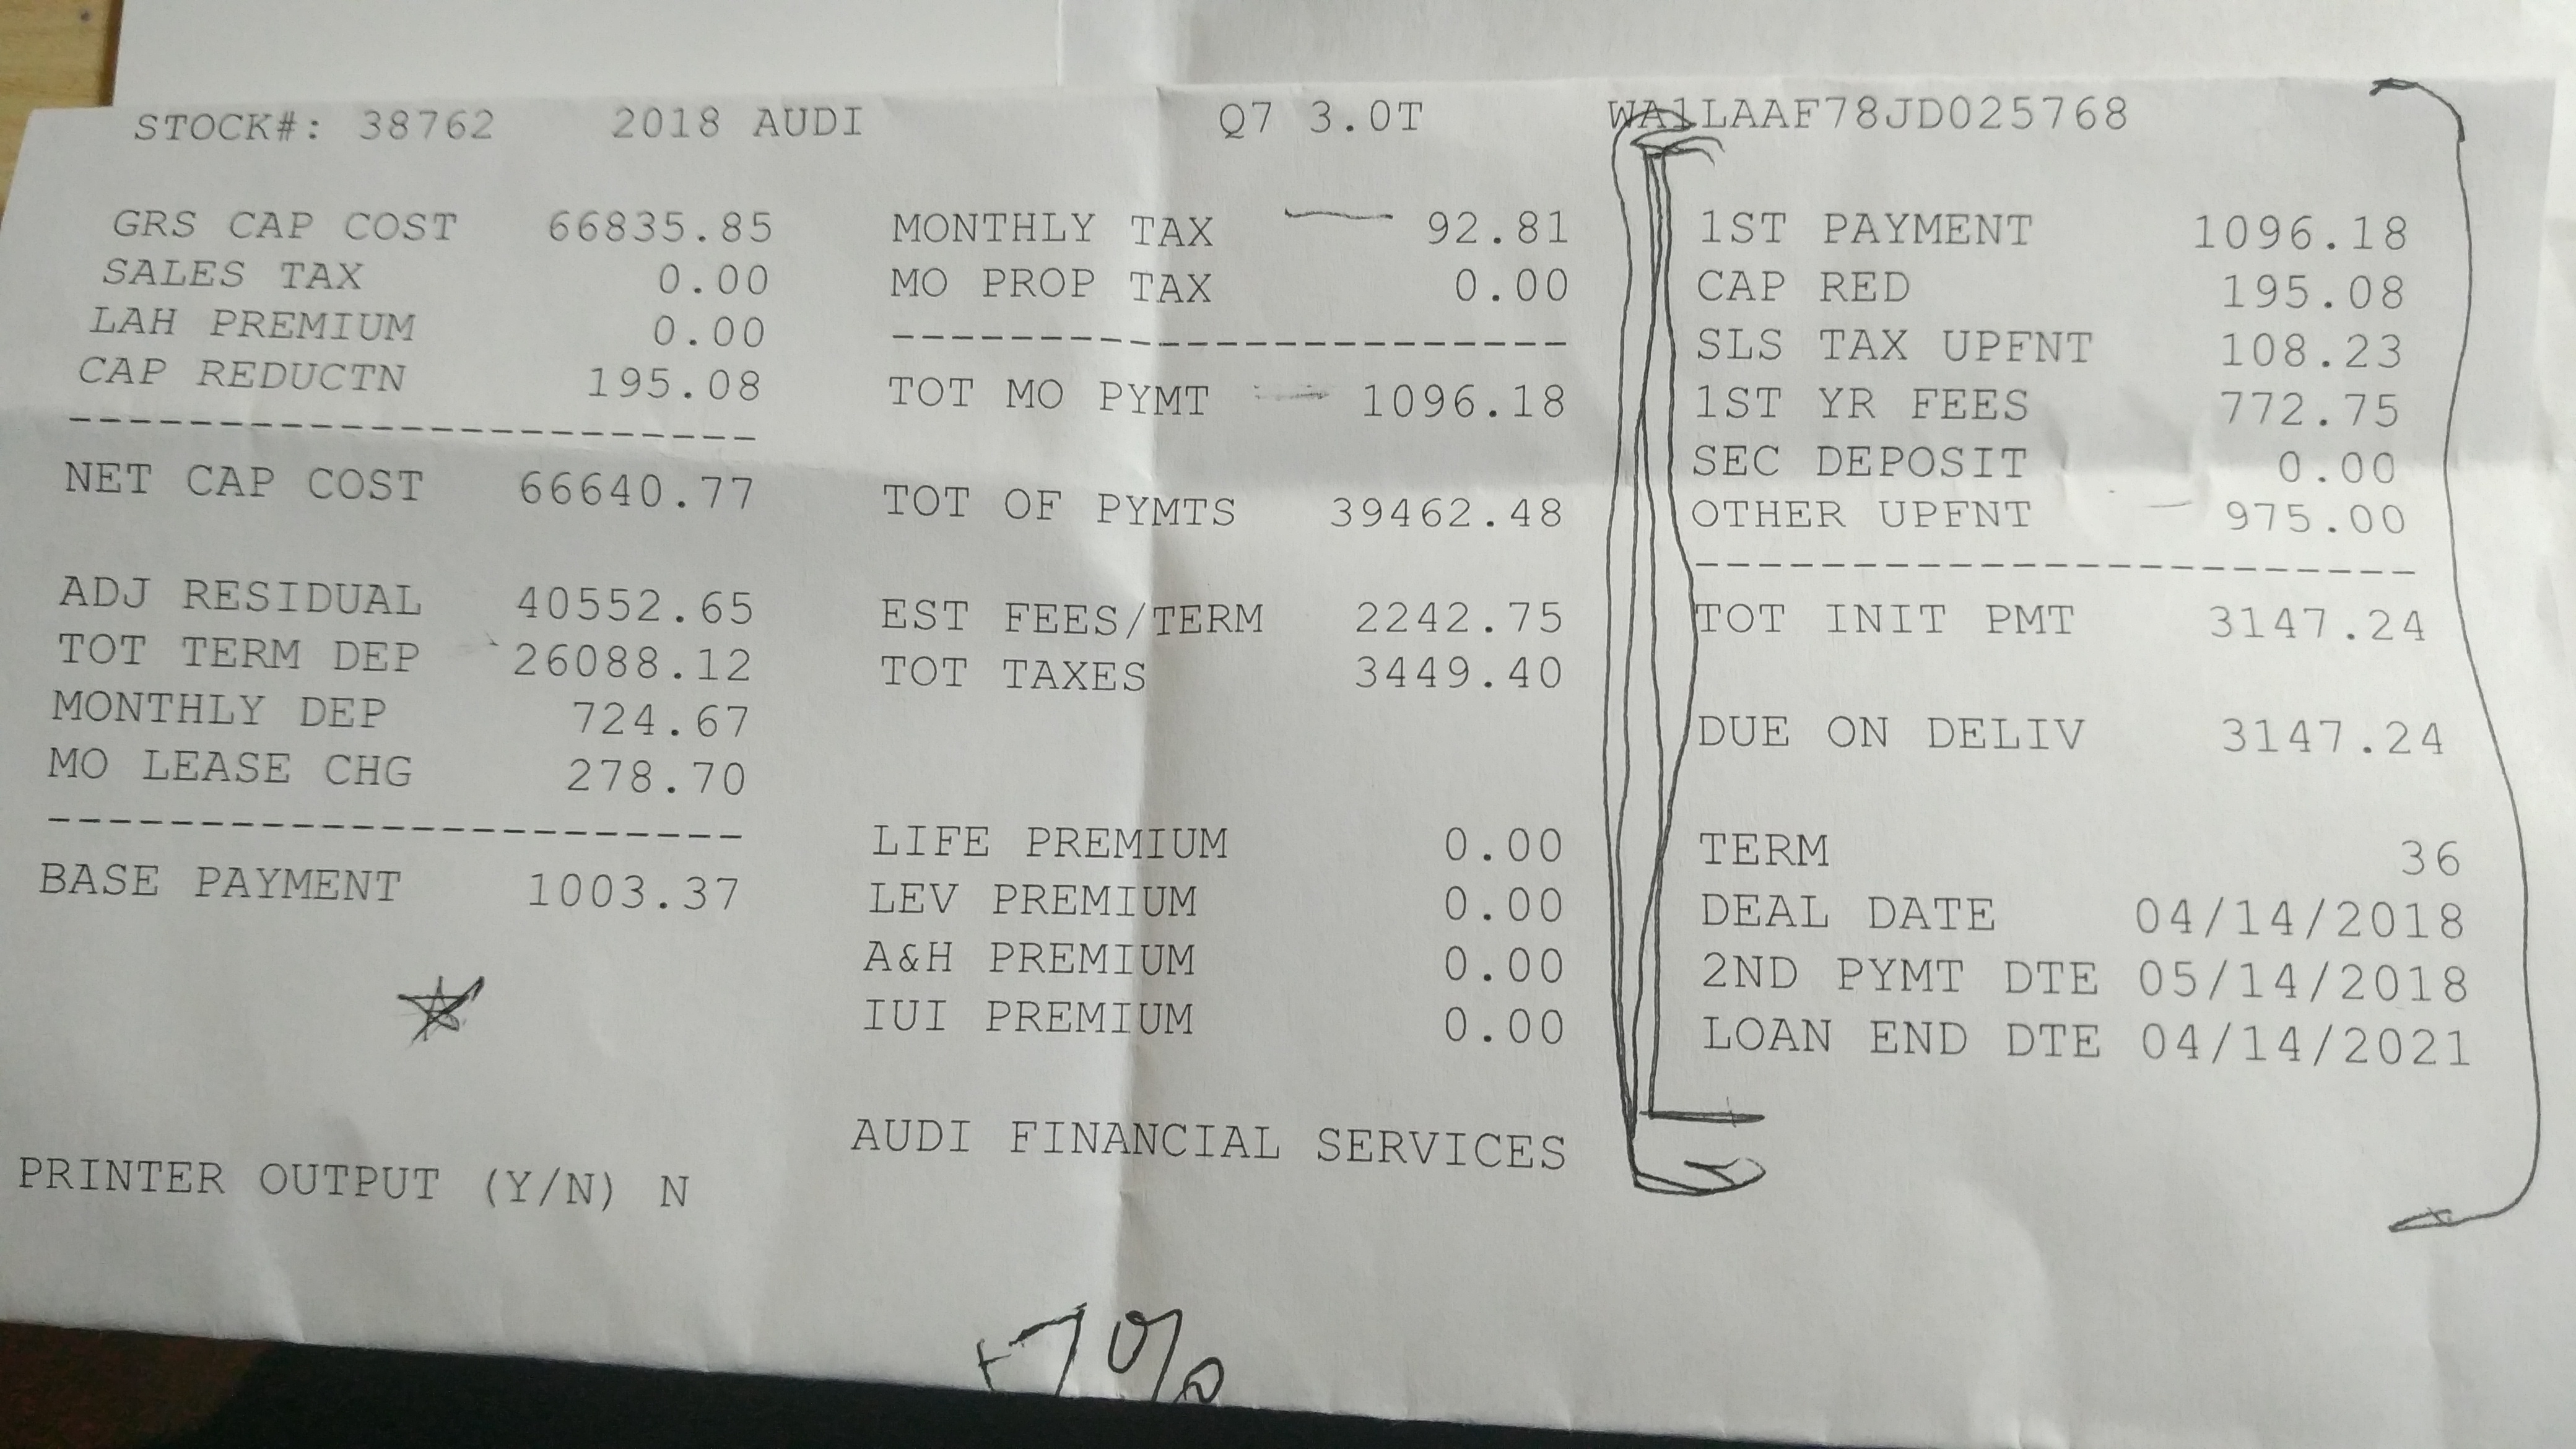 STOCK#: 38762 2018 AUDI Q7 3.0T WA1LAAF78JD025768
GRS CAP COST 66835.85
SALES TAX 0.00
LAH PREMIUM 0.00
CAP REDUCTN 195.08
NET CAP COST 66640.77
ADJ RESIDUAL 40552.65
TOT TERM DEP 26088.12
MONTHLY DEP 724.67
MO LEASE CHG 278.70
BASE PAYMENT 1003.37
PRINTER OUTPUT (Y/N) N
MONTHLY TAX 92.81
MO PROP TAX 0.00
TOT MO PYMT 1096.18
TOT OF PYMTS 39462.48
EST FEES/TERM 2242.75
TOT TAXES 3449.40
LIFE PREMIUM 0.00
LEV PREMIUM 0.00
A&H PREMIUM 0.00
IUI PREMIUM 0.00
AUDI FINANCIAL SERVICES
1ST PAYMENT 1096.18
CAP RED 195.08
SLS TAX UPFNT 108.23
1ST YR FEES 772.75
SEC DEPOSIT 0.00
OTHER UPFNT 975.00
TOT INIT PMT 3147.24
DUE ON DELIV 3147.24
TERM 36
DEAL DATE 04/14/2018
2ND PYMT DTE 05/14/2018
LOAN END DTE 04/14/2021